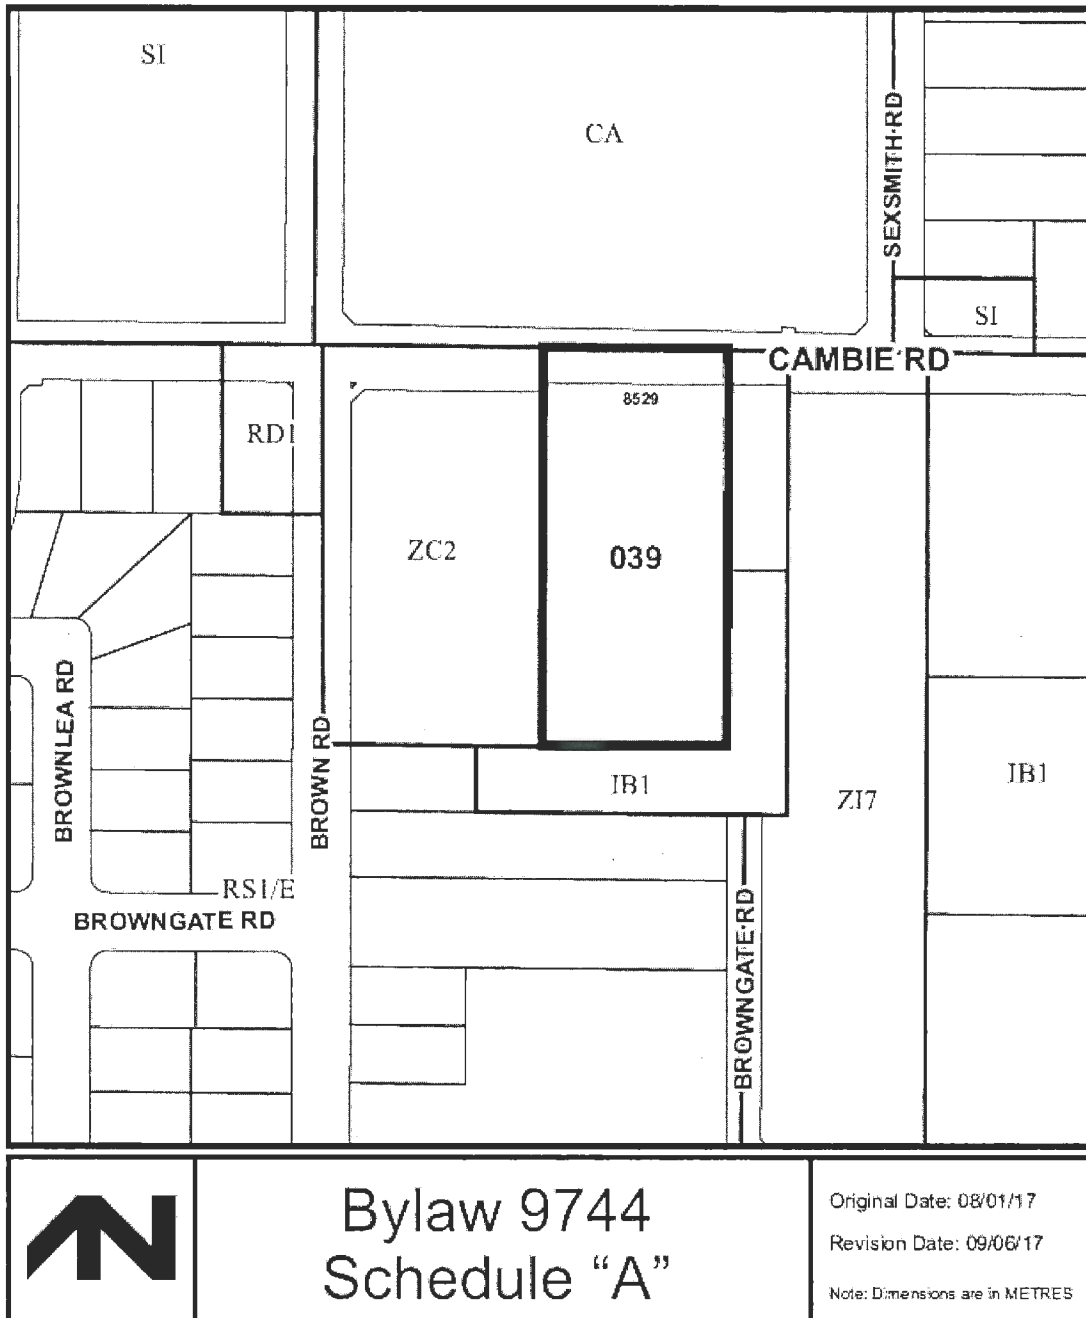 SI
CA
SEXSMITH RD
SI
CAMBIE RD
8529
RD1
ZC2
039
BROWNLEA RD
BROWN RD
IB1
ZI7
IB1
RS1/E
BROWNGATE RD
BROWNGATE RD
Bylaw 9744
Schedule “A”
Original Date: 08/01/17
Revision Date: 09/06/17
Note: Dimensions are in METRES